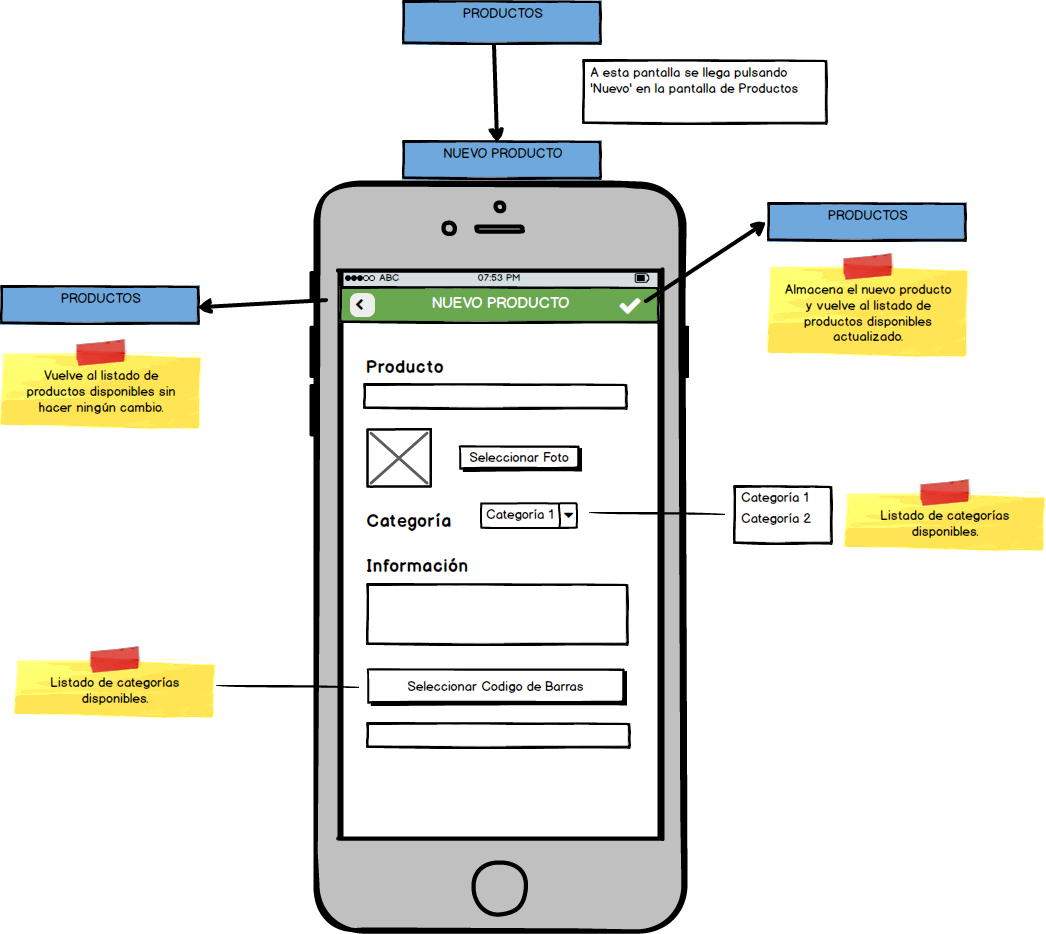 PRODUCTOS
A esta pantalla se llega pulsando
'Nuevo' en la pantalla de Productos
NUEVO PRODUCTO
PRODUCTOS
Almacena el nuevo producto
y vuelve al listado de
productos disponibles
actualizado.
PRODUCTOS
Vuelve al listado de
productos disponibles sin
hacer ningún cambio.
ABC
07:53 PM
NUEVO PRODUCTO
Producto
Seleccionar Foto
Categoría
Categoría 1
Categoría 1
Categoría 2
Listado de categorías
disponibles.
Información
Listado de categorías
disponibles.
Seleccionar Codigo de Barras